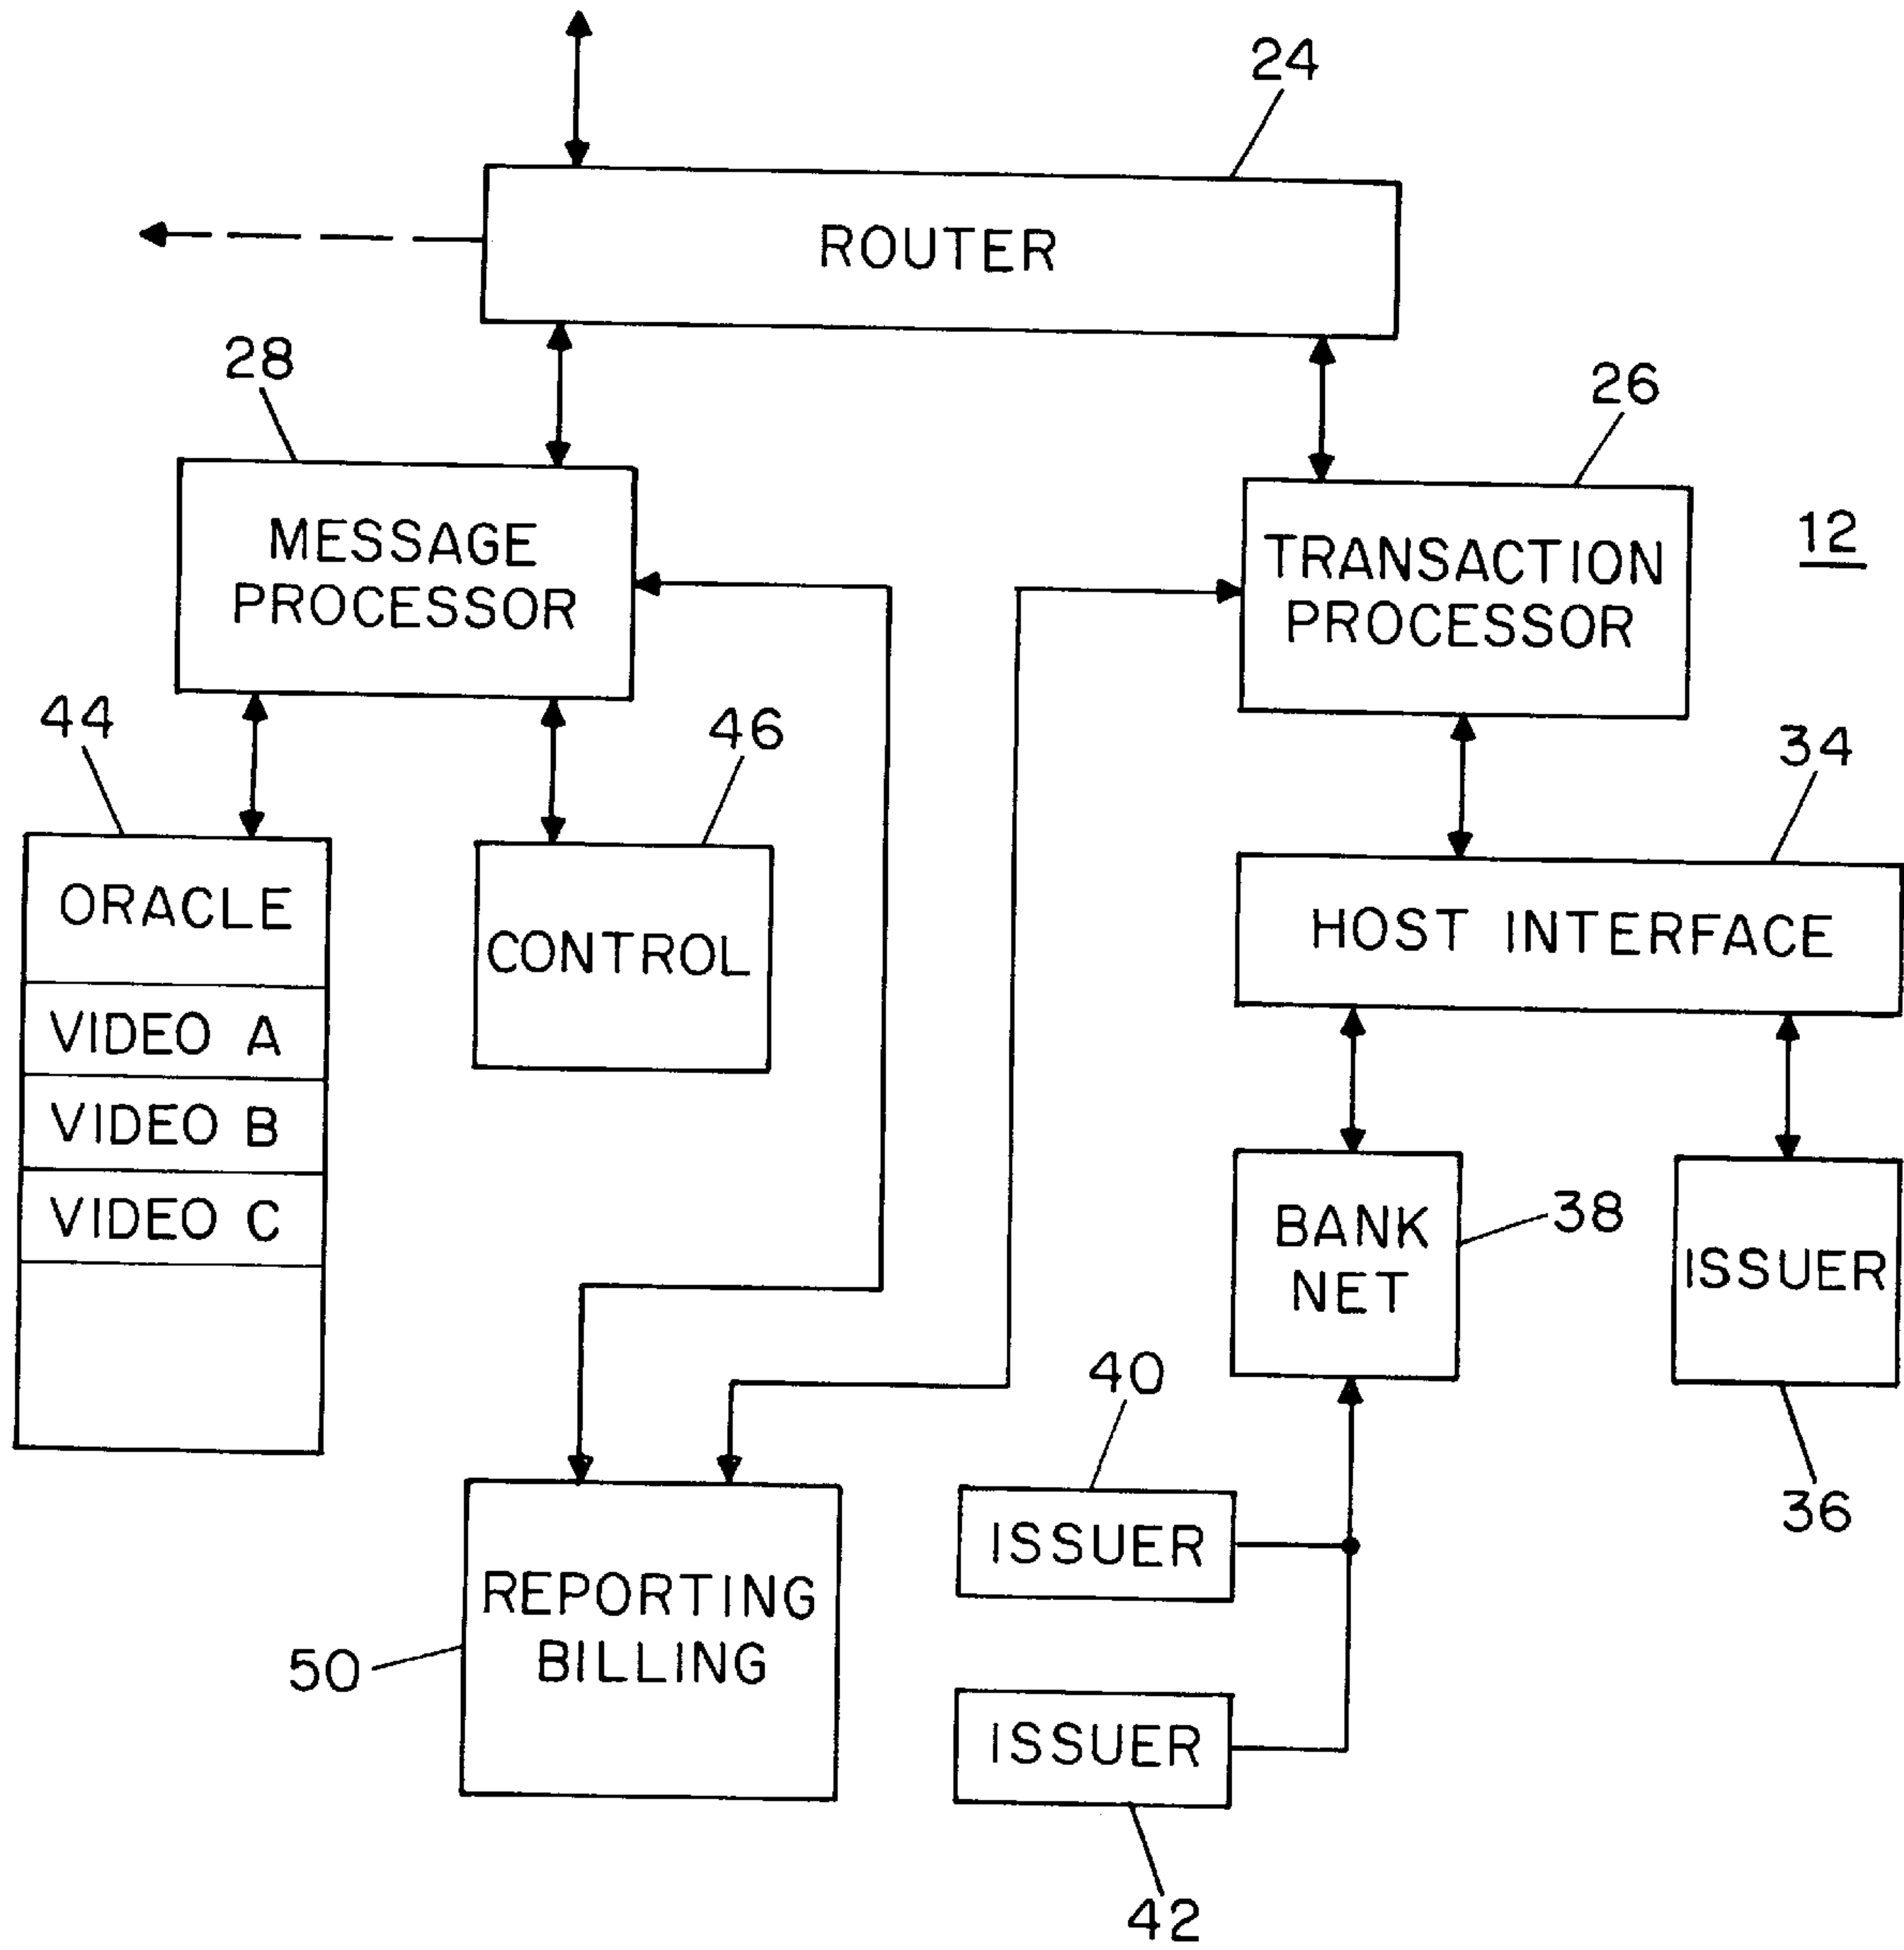 24
ROUTER
28
26
MESSAGE
PROCESSOR
TRANSACTION
PROCESSOR
12
44
46
34
ORACLE
CONTROL
HOST INTERFACE
VIDEO A
VIDEO B
VIDEO C
BANK
NET
38
ISSUER
40
36
ISSUER
REPORTING
BILLING
50
ISSUER
42